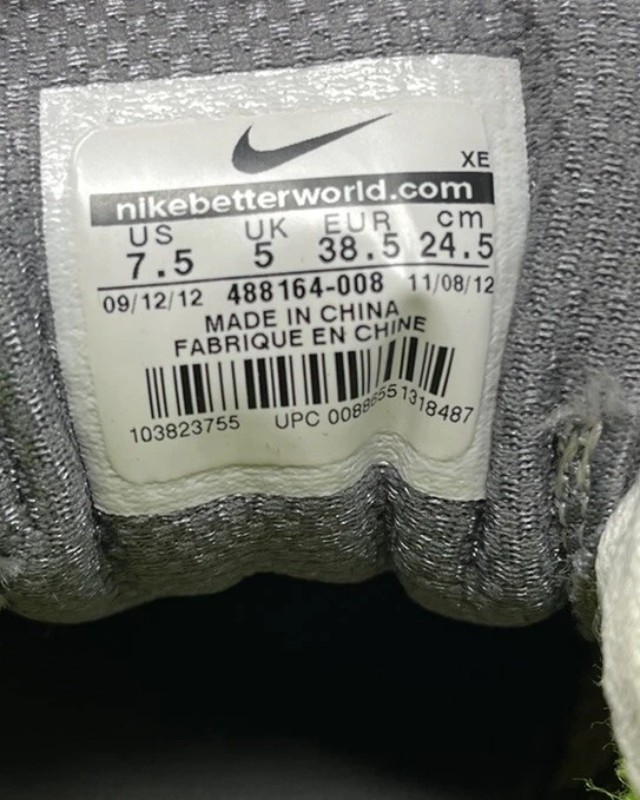 XE
nikebetterworld.com
US UK EUR cm
7.5 5 38.5 24.5
09/12/12 488164-008 11/08/12
MADE IN CHINA
FABRIQUE EN CHINE
103823755 UPC 00886551318487